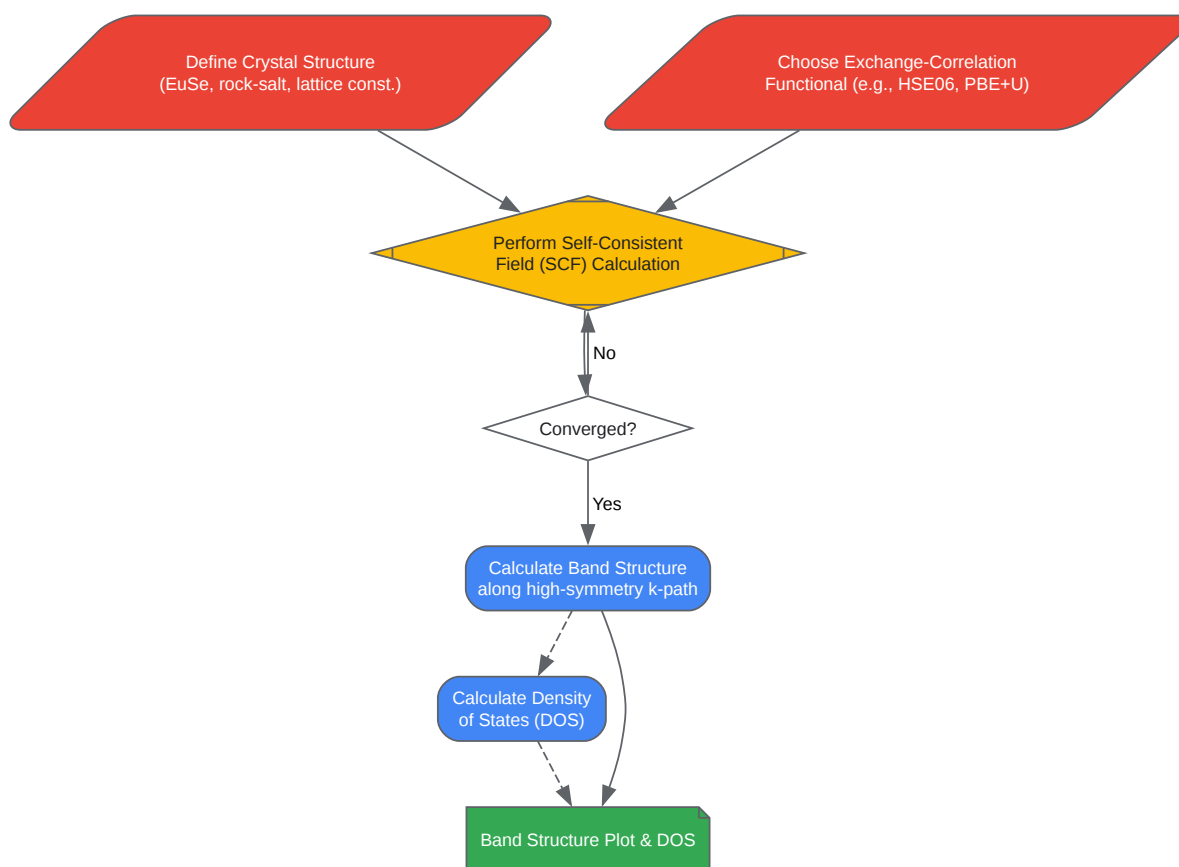 Define Crystal Structure
(EuSe, rock-salt, lattice const.)
Choose Exchange-Correlation
Functional (e.g., HSE06, PBE+U)
Perform Self-Consistent
Field (SCF) Calculation
No
Converged?
Yes
Calculate Band Structure
along high-symmetry k-path
Calculate Density
of States (DOS)
Band Structure Plot & DOS